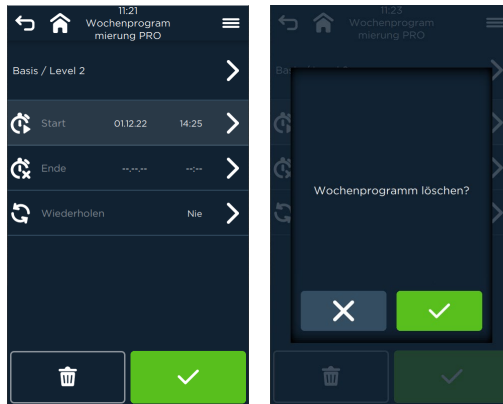 11:21
Wochenprogram
mierung PRO
Basis / Level 2
Start 01.12.22 14:25
Ende --.--.-- --:--
Wiederholen Nie
11:23
Wochenprogram
mierung PRO
Wochenprogramm löschen?